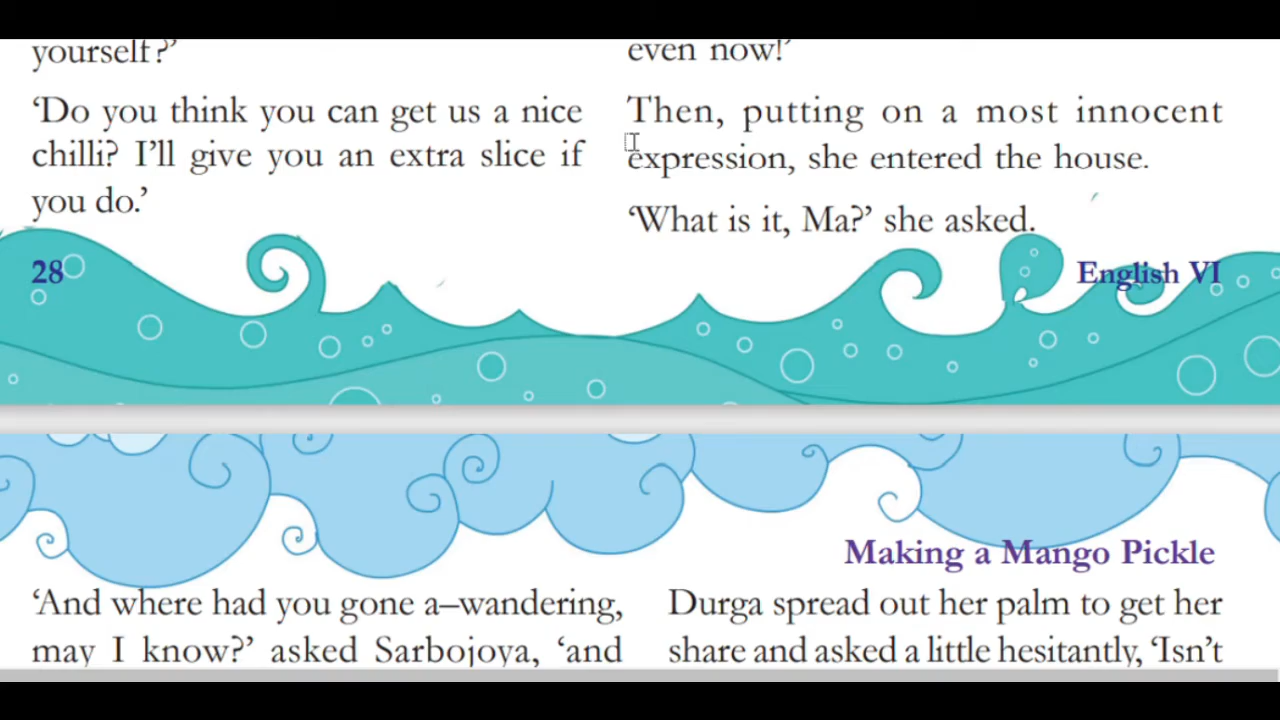 yourself?’
‘Do you think you can get us a nice
chilli? I’ll give you an extra slice if
you do.’
even now!’
Then, putting on a most innocent
expression, she entered the house.
‘What is it, Ma?’ she asked.
28
English VI
Making a Mango Pickle
‘And where had you gone a–wandering,
may I know?’ asked Sarbojoya, ‘and
Durga spread out her palm to get her
share and asked a little hesitantly, ‘Isn’t